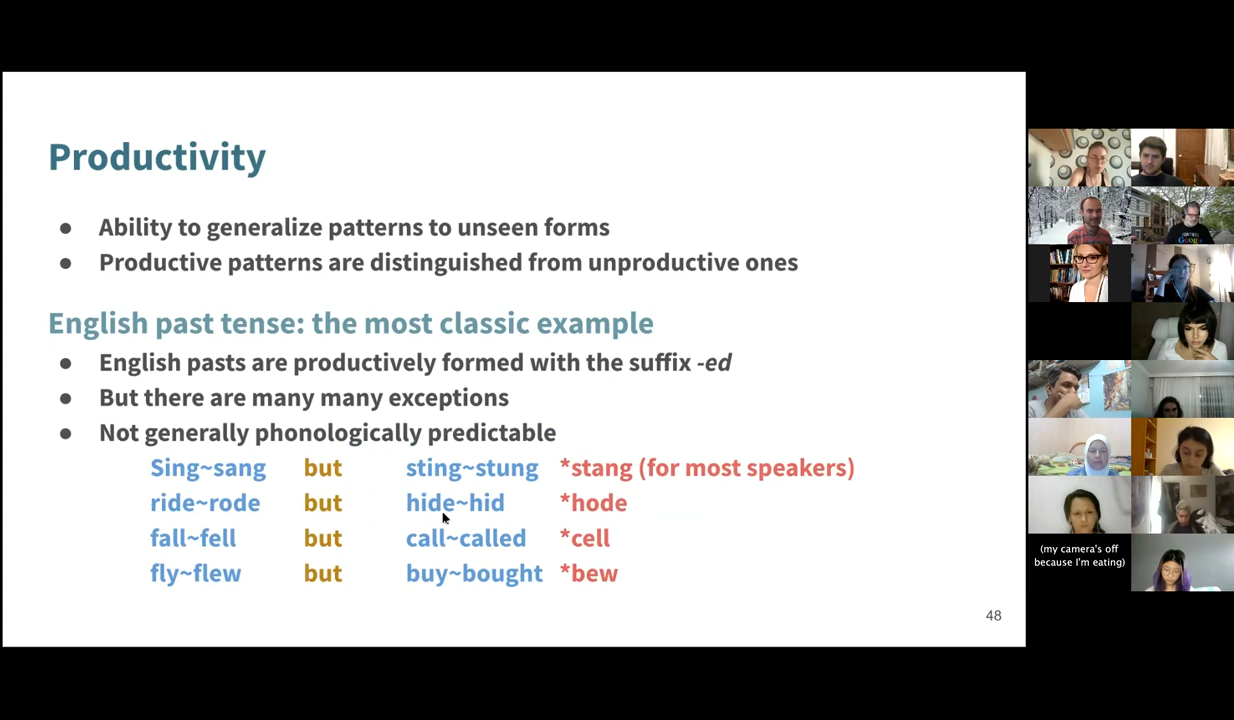 Productivity
● Ability to generalize patterns to unseen forms
● Productive patterns are distinguished from unproductive ones
English past tense: the most classic example
● English pasts are productively formed with the suffix -ed
● But there are many many exceptions
● Not generally phonologically predictable
Sing~sang but sting~stung *stang (for most speakers)
ride~rode but hide~hid *hode
fall~fell but call~called *cell
fly~flew but buy~bought *bew
48
Google
(my camera's off
because I'm eating)